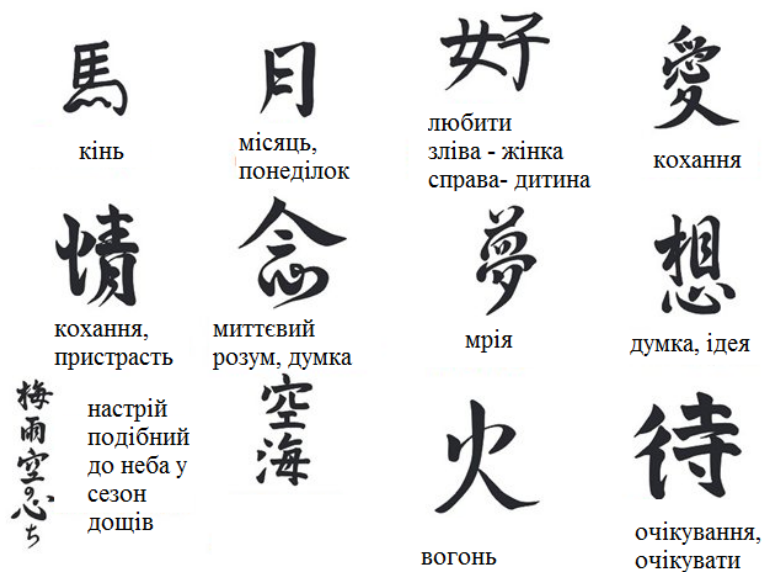 馬
кінь
月
місяць,
понеділок
好
любити
зліва - жінка
справа- дитина
愛
кохання
情
кохання,
пристрасть
念
миттєвий
розум, думка
夢
мрія
想
думка, ідея
梅雨空の心ち
настрій
подібний
до неба у
сезон
дощів
空海
火
вогонь
待
очікування,
очікувати